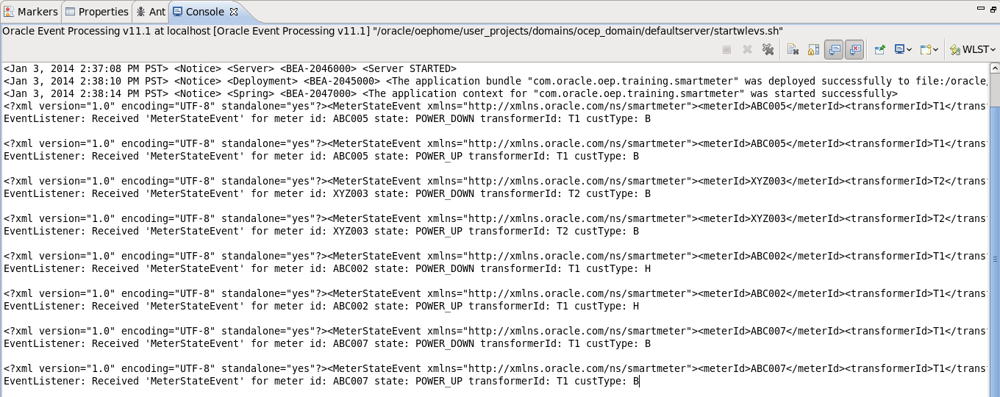 Markers Properties Ant Console
Oracle Event Processing v11.1 at localhost [Oracle Event Processing v11.1] "/oracle/oephome/user_projects/domains/ocep_domain/defaultserver/startwlevs.sh"
WLST
<Jan 3, 2014 2:37:08 PM PST> <Notice> <Server> <BEA-2046000> <Server STARTED>
<Jan 3, 2014 2:38:10 PM PST> <Notice> <Deployment> <BEA-2045000> <The application bundle "com.oracle.oep.training.smartmeter" was deployed successfully to file:/oracle/
<Jan 3, 2014 2:38:14 PM PST> <Notice> <Spring> <BEA-2047000> <The application context for "com.oracle.oep.training.smartmeter" was started successfully>
<?xml version="1.0" encoding="UTF-8" standalone="yes"?><MeterStateEvent xmlns="http://xmlns.oracle.com/ns/smartmeter"><meterId>ABC005</meterId><transformerId>T1</trans
EventListener: Received 'MeterStateEvent' for meter id: ABC005 state: POWER_DOWN transformerId: T1 custType: B
<?xml version="1.0" encoding="UTF-8" standalone="yes"?><MeterStateEvent xmlns="http://xmlns.oracle.com/ns/smartmeter"><meterId>ABC005</meterId><transformerId>T1</trans
EventListener: Received 'MeterStateEvent' for meter id: ABC005 state: POWER_UP transformerId: T1 custType: B
<?xml version="1.0" encoding="UTF-8" standalone="yes"?><MeterStateEvent xmlns="http://xmlns.oracle.com/ns/smartmeter"><meterId>XYZ003</meterId><transformerId>T2</trans
EventListener: Received 'MeterStateEvent' for meter id: XYZ003 state: POWER_DOWN transformerId: T2 custType: B
<?xml version="1.0" encoding="UTF-8" standalone="yes"?><MeterStateEvent xmlns="http://xmlns.oracle.com/ns/smartmeter"><meterId>XYZ003</meterId><transformerId>T2</trans
EventListener: Received 'MeterStateEvent' for meter id: XYZ003 state: POWER_UP transformerId: T2 custType: B
<?xml version="1.0" encoding="UTF-8" standalone="yes"?><MeterStateEvent xmlns="http://xmlns.oracle.com/ns/smartmeter"><meterId>ABC002</meterId><transformerId>T1</trans
EventListener: Received 'MeterStateEvent' for meter id: ABC002 state: POWER_DOWN transformerId: T1 custType: H
<?xml version="1.0" encoding="UTF-8" standalone="yes"?><MeterStateEvent xmlns="http://xmlns.oracle.com/ns/smartmeter"><meterId>ABC002</meterId><transformerId>T1</trans
EventListener: Received 'MeterStateEvent' for meter id: ABC002 state: POWER_UP transformerId: T1 custType: H
<?xml version="1.0" encoding="UTF-8" standalone="yes"?><MeterStateEvent xmlns="http://xmlns.oracle.com/ns/smartmeter"><meterId>ABC007</meterId><transformerId>T1</trans
EventListener: Received 'MeterStateEvent' for meter id: ABC007 state: POWER_DOWN transformerId: T1 custType: B
<?xml version="1.0" encoding="UTF-8" standalone="yes"?><MeterStateEvent xmlns="http://xmlns.oracle.com/ns/smartmeter"><meterId>ABC007</meterId><transformerId>T1</trans
EventListener: Received 'MeterStateEvent' for meter id: ABC007 state: POWER_UP transformerId: T1 custType: B